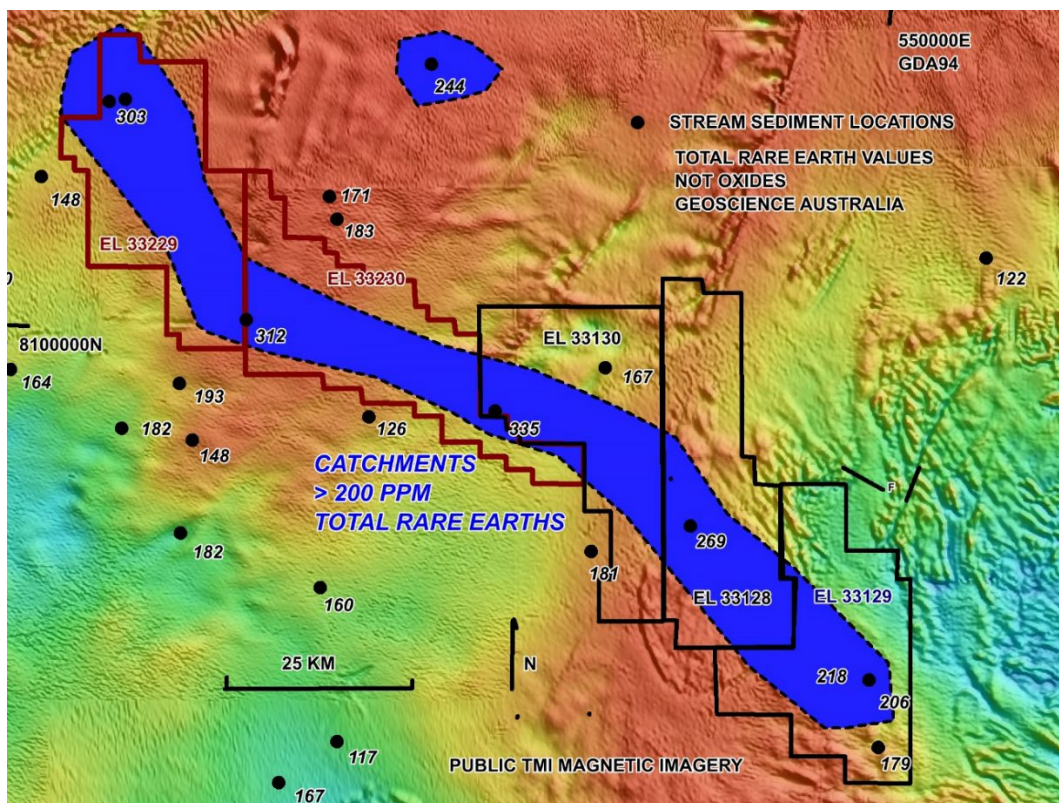 550000E
GDA94
244
303
STREAM SEDIMENT LOCATIONS
TOTAL RARE EARTH VALUES
NOT OXIDES
GEOSCIENCE AUSTRALIA
148
171
183
EL 33229
EL 33230
122
312
8100000N
EL 33130
167
164
193
182
148
126
335
CATCHMENTS
> 200 PPM
TOTAL RARE EARTHS
F
269
182
181
160
EL 33128
EL 33129
25 KM
N
218
206
117
179
PUBLIC TMI MAGNETIC IMAGERY
167